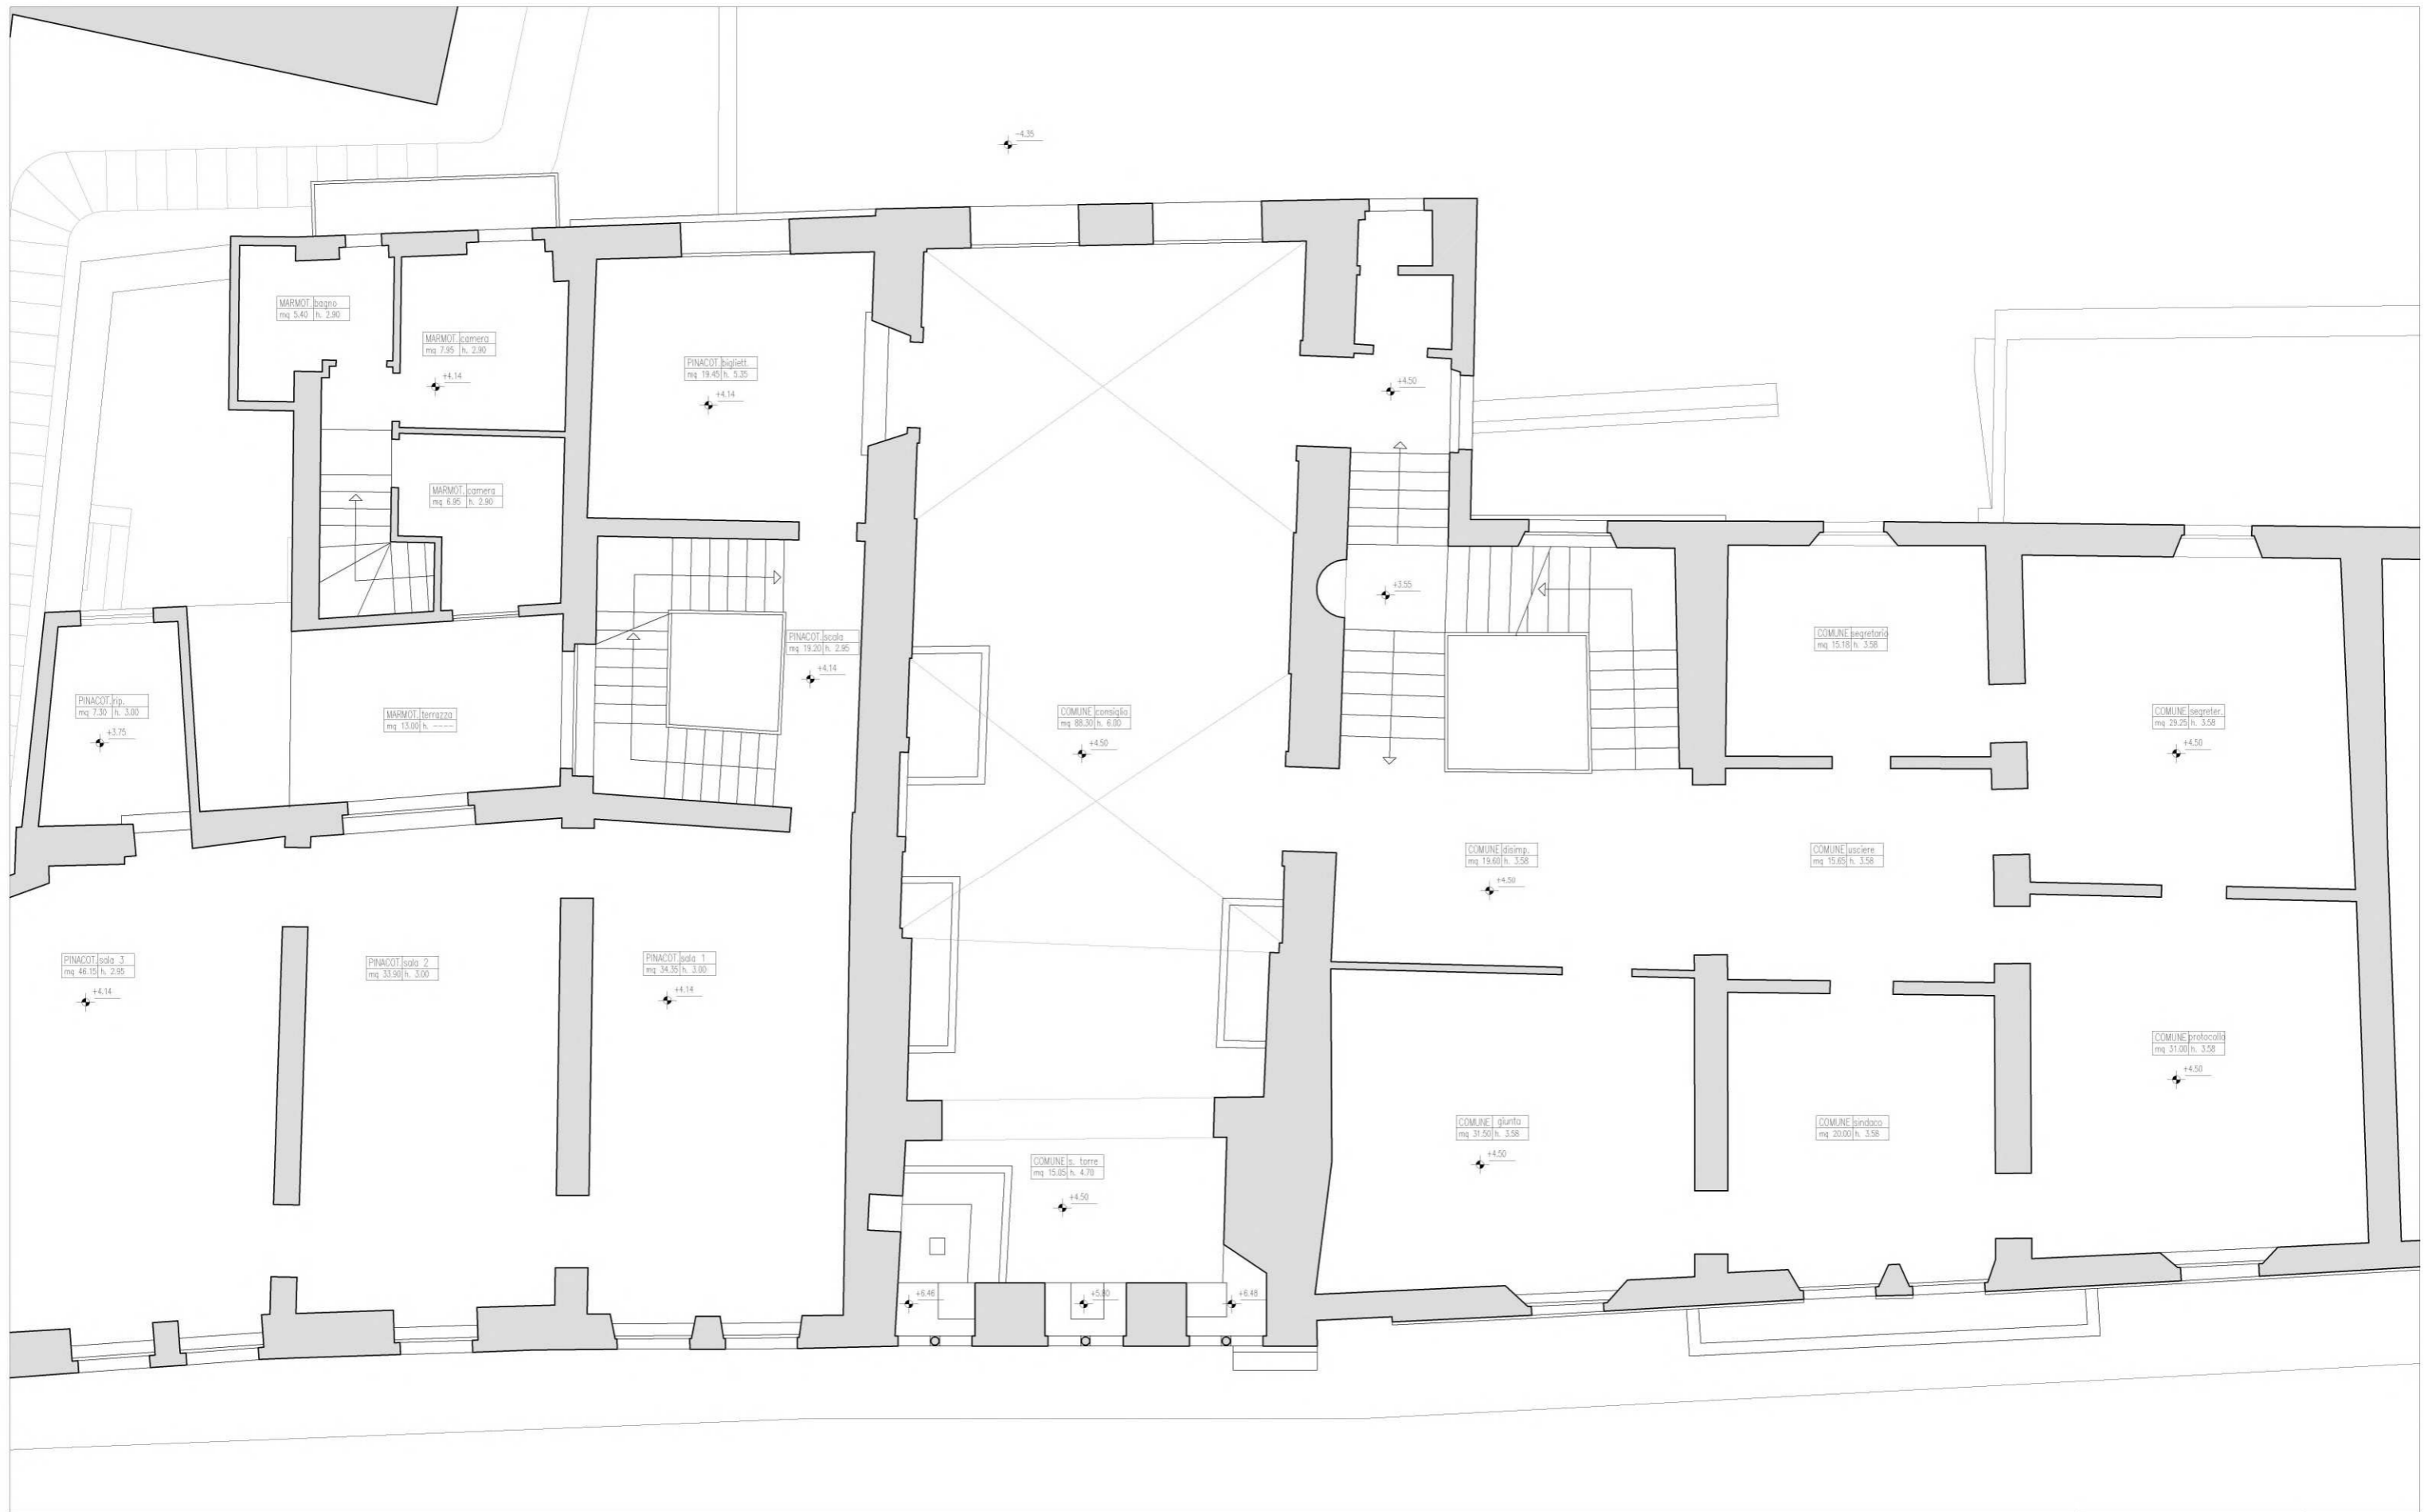 -4.35
MARMOT. bagno
mq 5.40 h. 2.90
MARMOT. camera
mq 7.95 h. 2.90
+4.14
PINACOT. bigliett.
mq 19.45 h. 5.35
+4.14
+4.50
MARMOT. camera
mq 6.95 h. 2.90
+3.55
PINACOT. scala
mq 19.20 h. 2.95
+4.14
COMUNE segretario
mq 15.18 h. 3.58
PINACOT. rip.
mq 7.30 h. 3.00
+3.75
MARMOT. terrazza
mq 13.00 h. ----
COMUNE consiglio
mq 88.30 h. 6.00
+4.50
COMUNE segreter.
mq 29.25 h. 3.58
+4.50
COMUNE disimp.
mq 19.60 h. 3.58
+4.50
COMUNE usciere
mq 15.65 h. 3.58
PINACOT. sala 3
mq 46.15 h. 2.95
+4.14
PINACOT. sala 2
mq 33.90 h. 3.00
PINACOT. sala 1
mq 34.35 h. 3.00
+4.14
COMUNE protocollo
mq 31.00 h. 3.58
+4.50
COMUNE giunta
mq 31.50 h. 3.58
+4.50
COMUNE sindaco
mq 20.00 h. 3.58
COMUNE s. torre
mq 15.05 h. 4.70
+4.50
+6.46
+5.80
+6.48